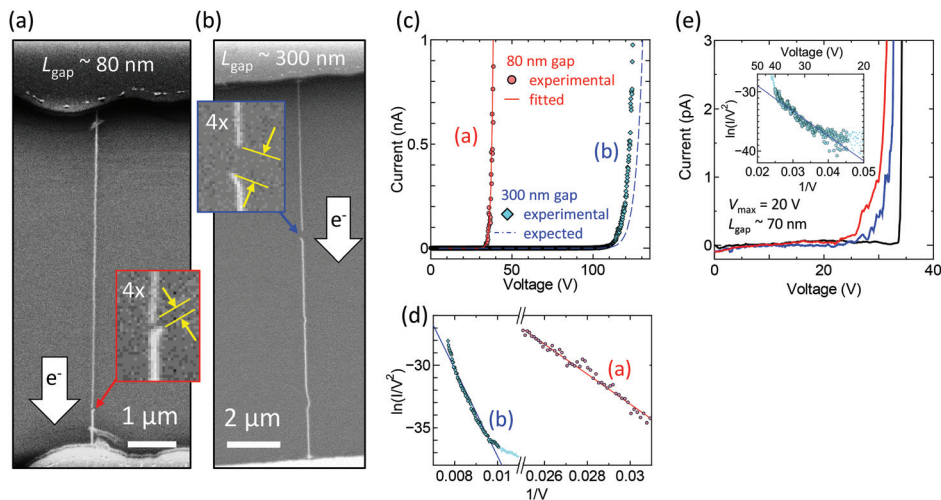 (a)
L gap ~ 80 nm
4x
e-
1 μm
(b)
L gap ~ 300 nm
4x
e-
2 μm
(c)
1
0.5
0
Current (nA)
80 nm gap
experimental
fitted
(a)
(b)
300 nm gap
experimental
expected
0
50
100
Voltage (V)
(d)
-30
-35
ln(I/V²)
(a)
(b)
0.008
0.01
0.026
0.028
0.03
1/V
(e)
3
2
1
0
Current (pA)
Voltage (V)
50 40
30
20
-30
-40
ln(I/V²)
0.02 0.03 0.04 0.05
1/V
Vmax = 20 V
L gap ~ 70 nm
0
20
40
Voltage (V)